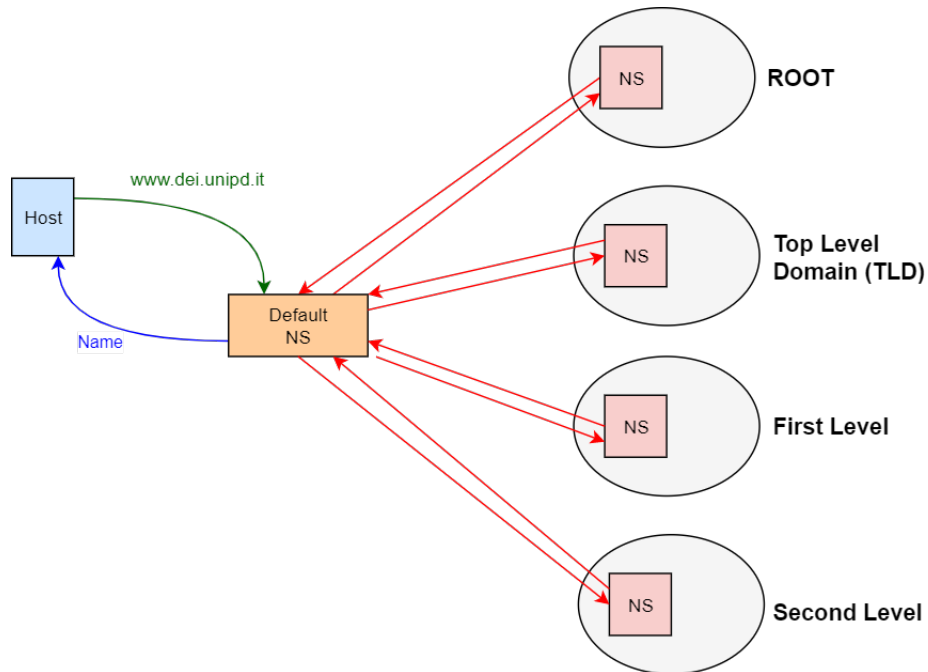 NS
ROOT
www.dei.unipd.it
Host
NS
Top Level
Domain (TLD)
Default
NS
Name
NS
First Level
NS
Second Level